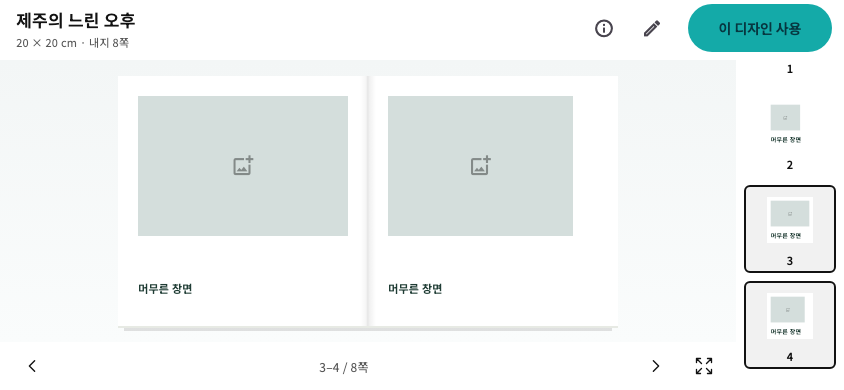 제주의 느린 오후
20 × 20 cm · 내지 8쪽
이 디자인 사용
머무른 장면
머무른 장면
3–4 / 8쪽
1
머무른 장면
2
머무른 장면
3
머무른 장면
4